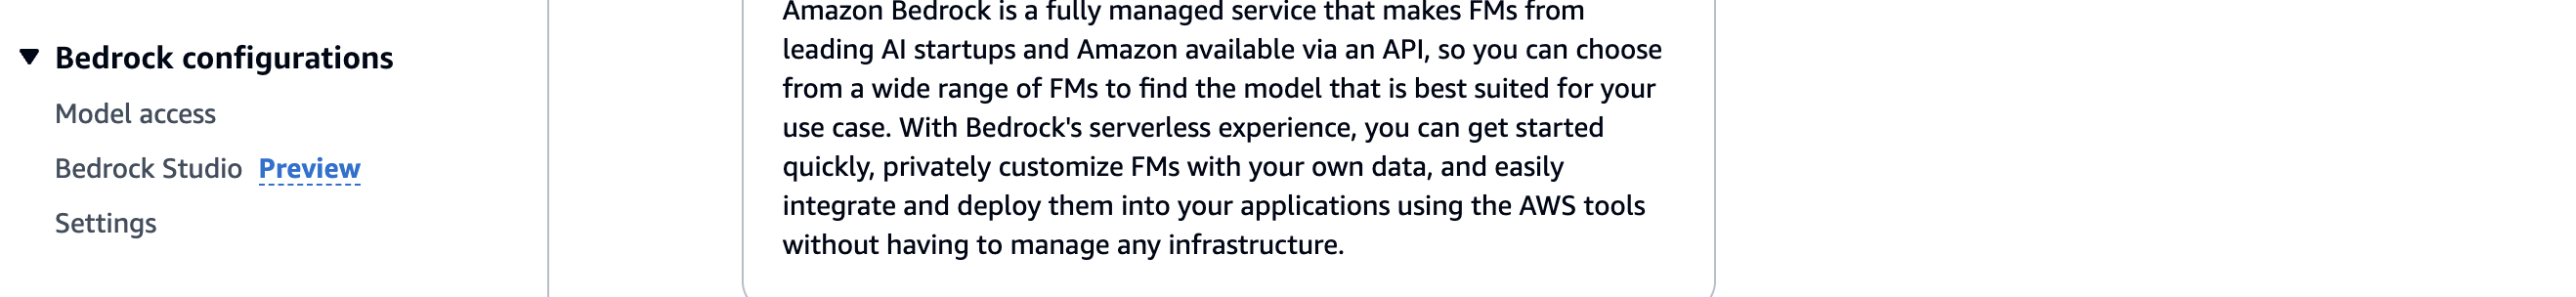 Bedrock configurations
Model access
Bedrock Studio Preview
Settings
Amazon Bedrock is a fully managed service that makes FMs from
leading AI startups and Amazon available via an API, so you can choose
from a wide range of FMs to find the model that is best suited for your
use case. With Bedrock's serverless experience, you can get started
quickly, privately customize FMs with your own data, and easily
integrate and deploy them into your applications using the AWS tools
without having to manage any infrastructure.